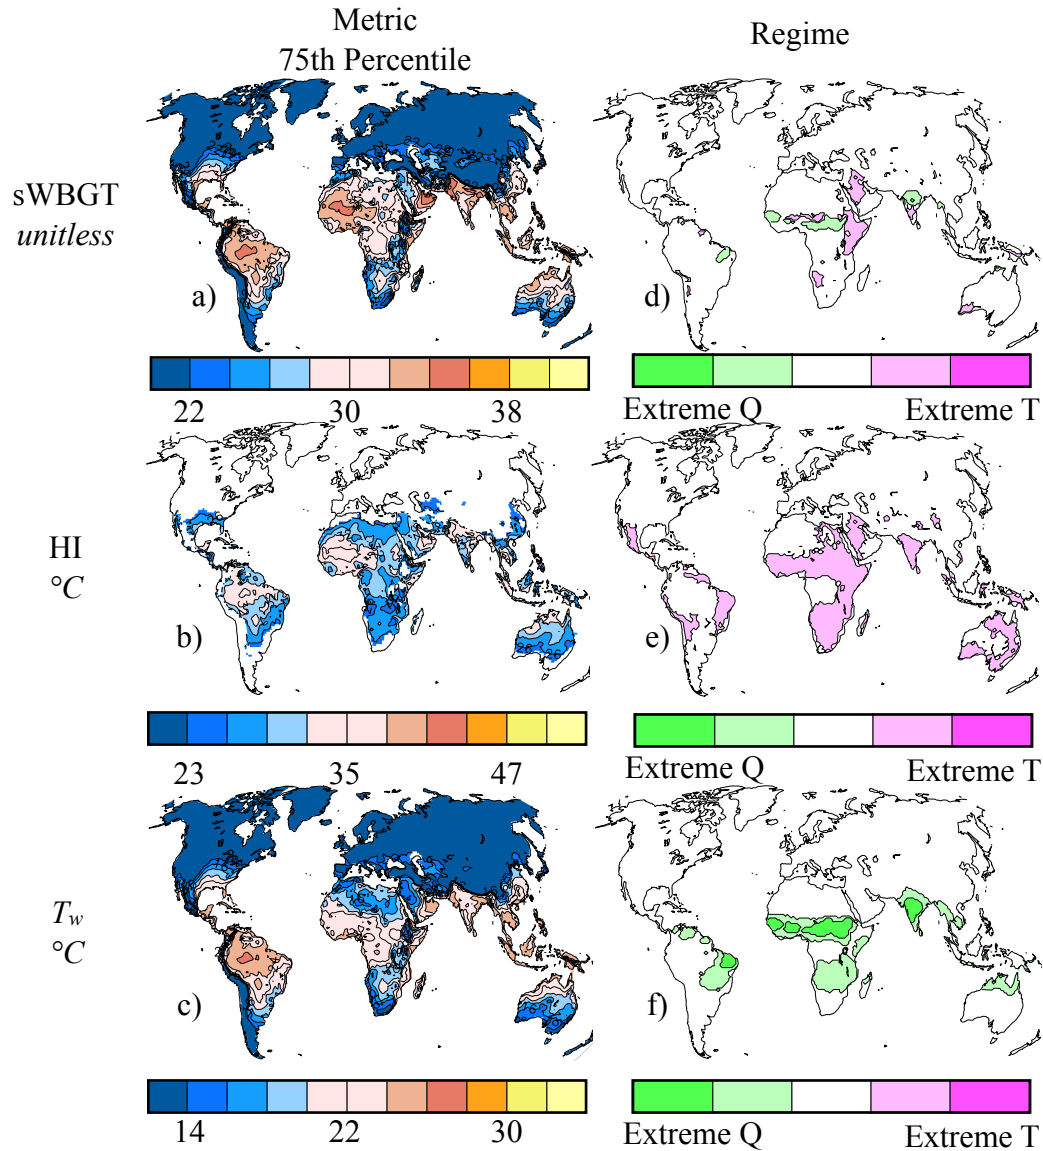 Metric
75th Percentile
Regime
sWBGT
unitless
a)
d)
22 30 38
Extreme Q Extreme T
HI
°C
b)
e)
23 35 47
Extreme Q Extreme T
Tw
°C
c)
f)
14 22 30
Extreme Q Extreme T